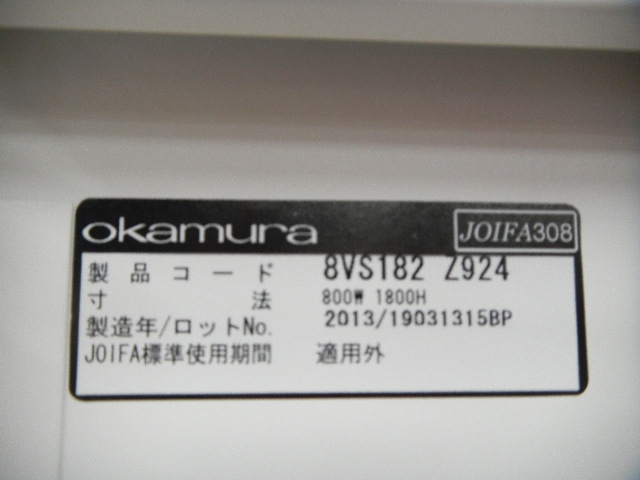 okamura JOIFA308
製品コード 8VS182 Z924
寸法 800W 1800H
製造年/ロットNo. 2013/19031315BP
JOIFA標準使用期間 適用外